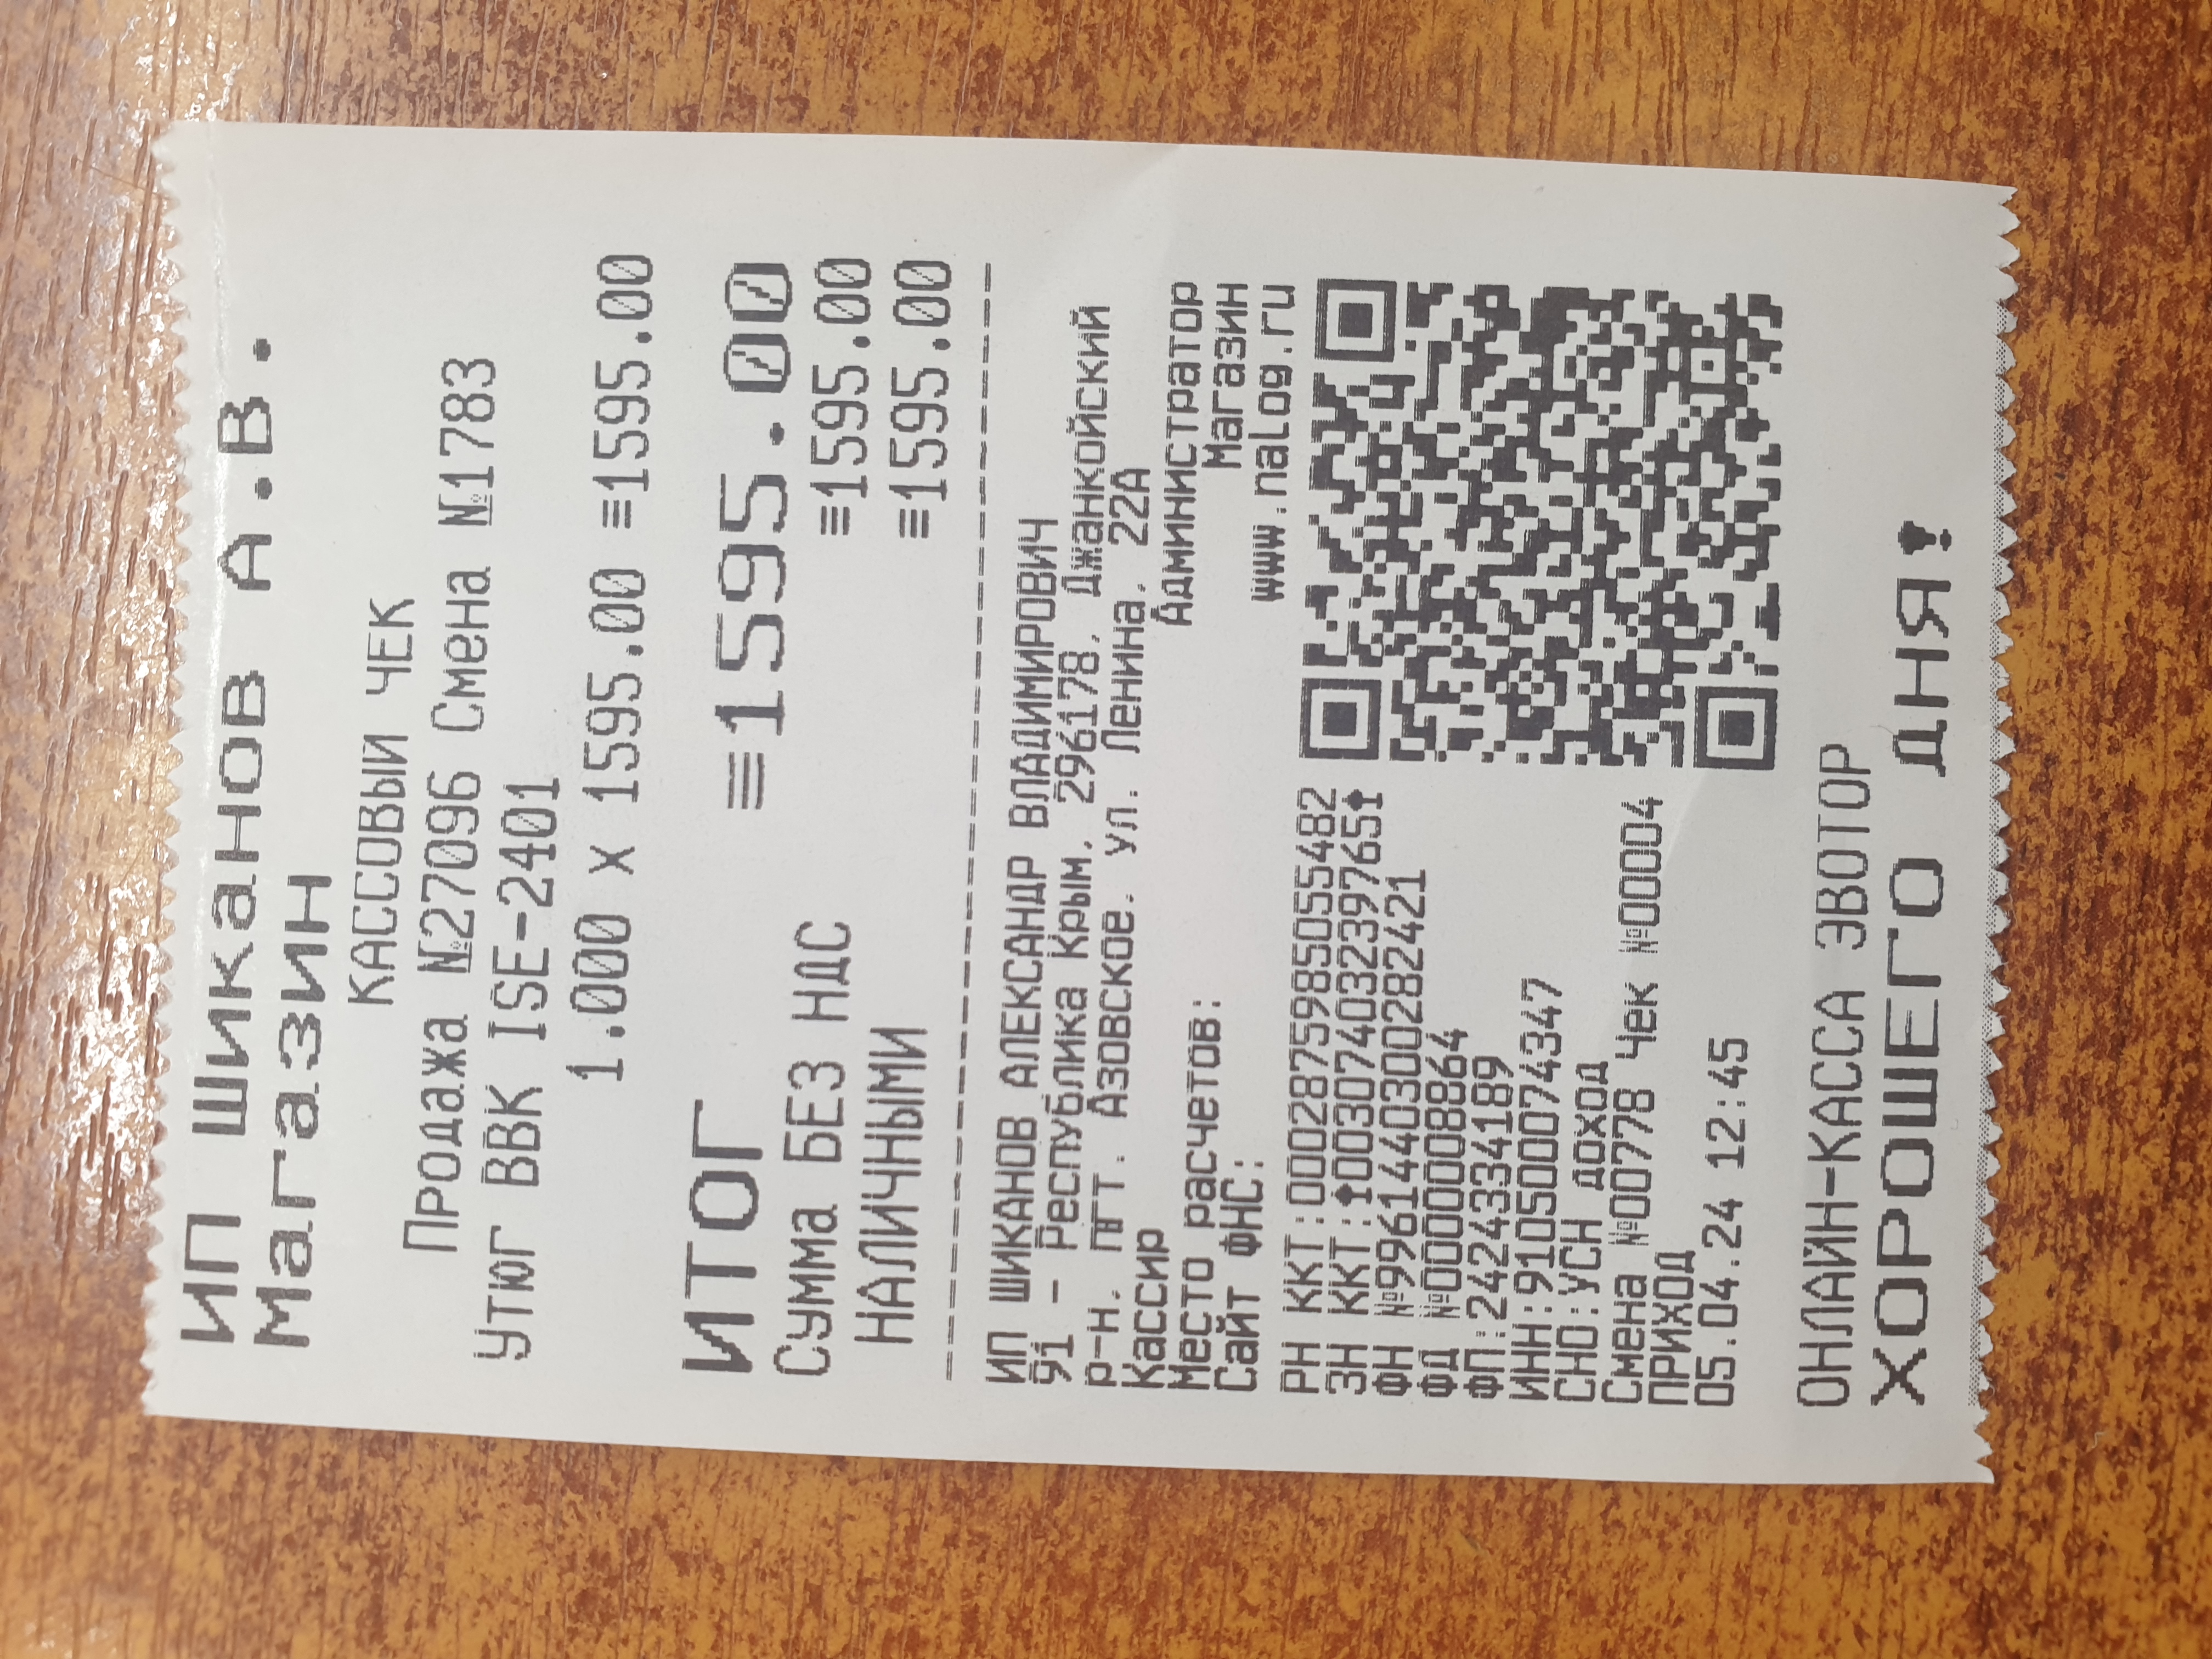 ИП Шиканов А.В.
Магазин
КАССОВЫЙ ЧЕК
Продажа №27096 Смена №1783
Утюг BBK ISE-2401
1.000 X 1595.00 ≡1595.00
ИТОГ ≡1595.00
Сумма БЕЗ НДС ≡1595.00
НАЛИЧНЫМИ ≡1595.00
ИП ШИКАНОВ АЛЕКСАНДР ВЛАДИМИРОВИЧ
91 - Республика Крым, 296178, Джанкойский
р-н, пгт. Азовское, ул. Ленина, 22А
Кассир Администратор
Место расчетов: Магазин
Сайт ФНС: www.nalog.ru
РН ККТ:0002875985055482
ЗН ККТ:♦00307403239765♦
ФН №9961440300282421
ФД №0000008864
ФП:2424334189
ИНН:910500074347
СНО:УСН доход
Смена №00778 Чек №00004
ПРИХОД
05.04.24 12:45
ОНЛАЙН-КАССА ЭВОТОР
ХОРОШЕГО ДНЯ!